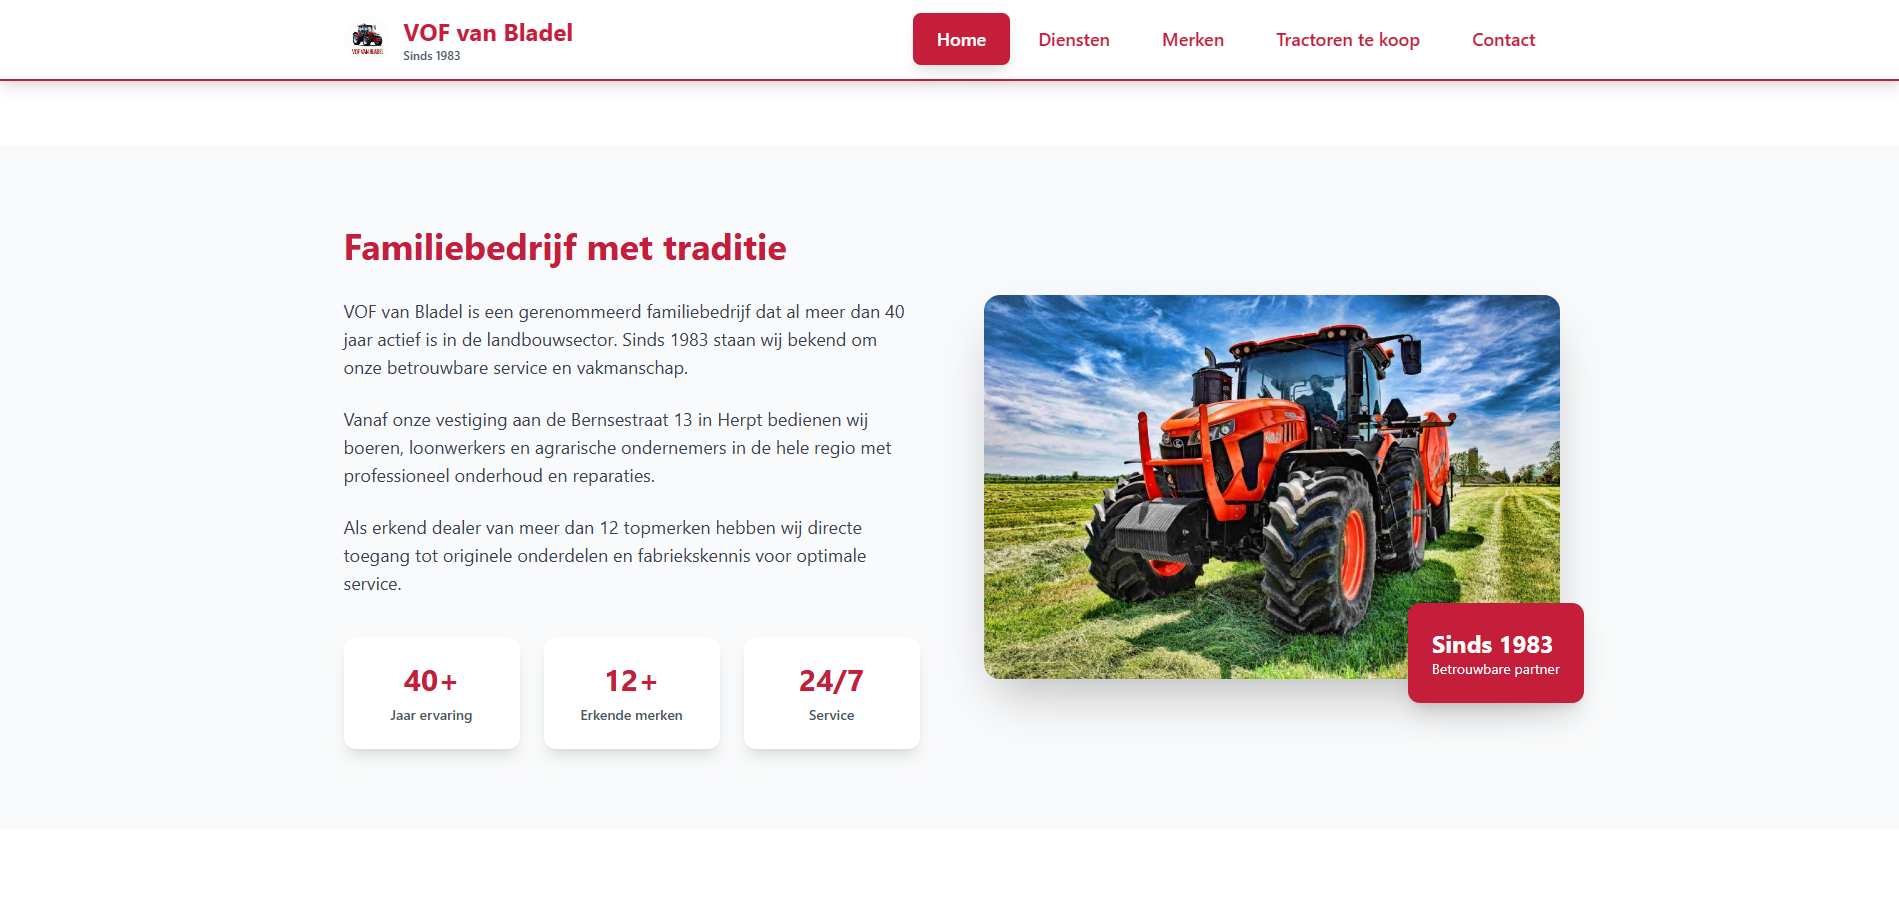 VOF van Bladel
Sinds 1983
VOF VAN BLADEL
Home
Diensten
Merken
Tractoren te koop
Contact
Familiebedrijf met traditie
VOF van Bladel is een gerenommeerd familiebedrijf dat al meer dan 40
jaar actief is in de landbouwsector. Sinds 1983 staan wij bekend om
onze betrouwbare service en vakmanschap.
Vanaf onze vestiging aan de Bernsestraat 13 in Herpt bedienen wij
boeren, loonwerkers en agrarische ondernemers in de hele regio met
professioneel onderhoud en reparaties.
Als erkend dealer van meer dan 12 topmerken hebben wij directe
toegang tot originele onderdelen en fabriekskennis voor optimale
service.
40+
Jaar ervaring
12+
Erkende merken
24/7
Service
Sinds 1983
Betrouwbare partner